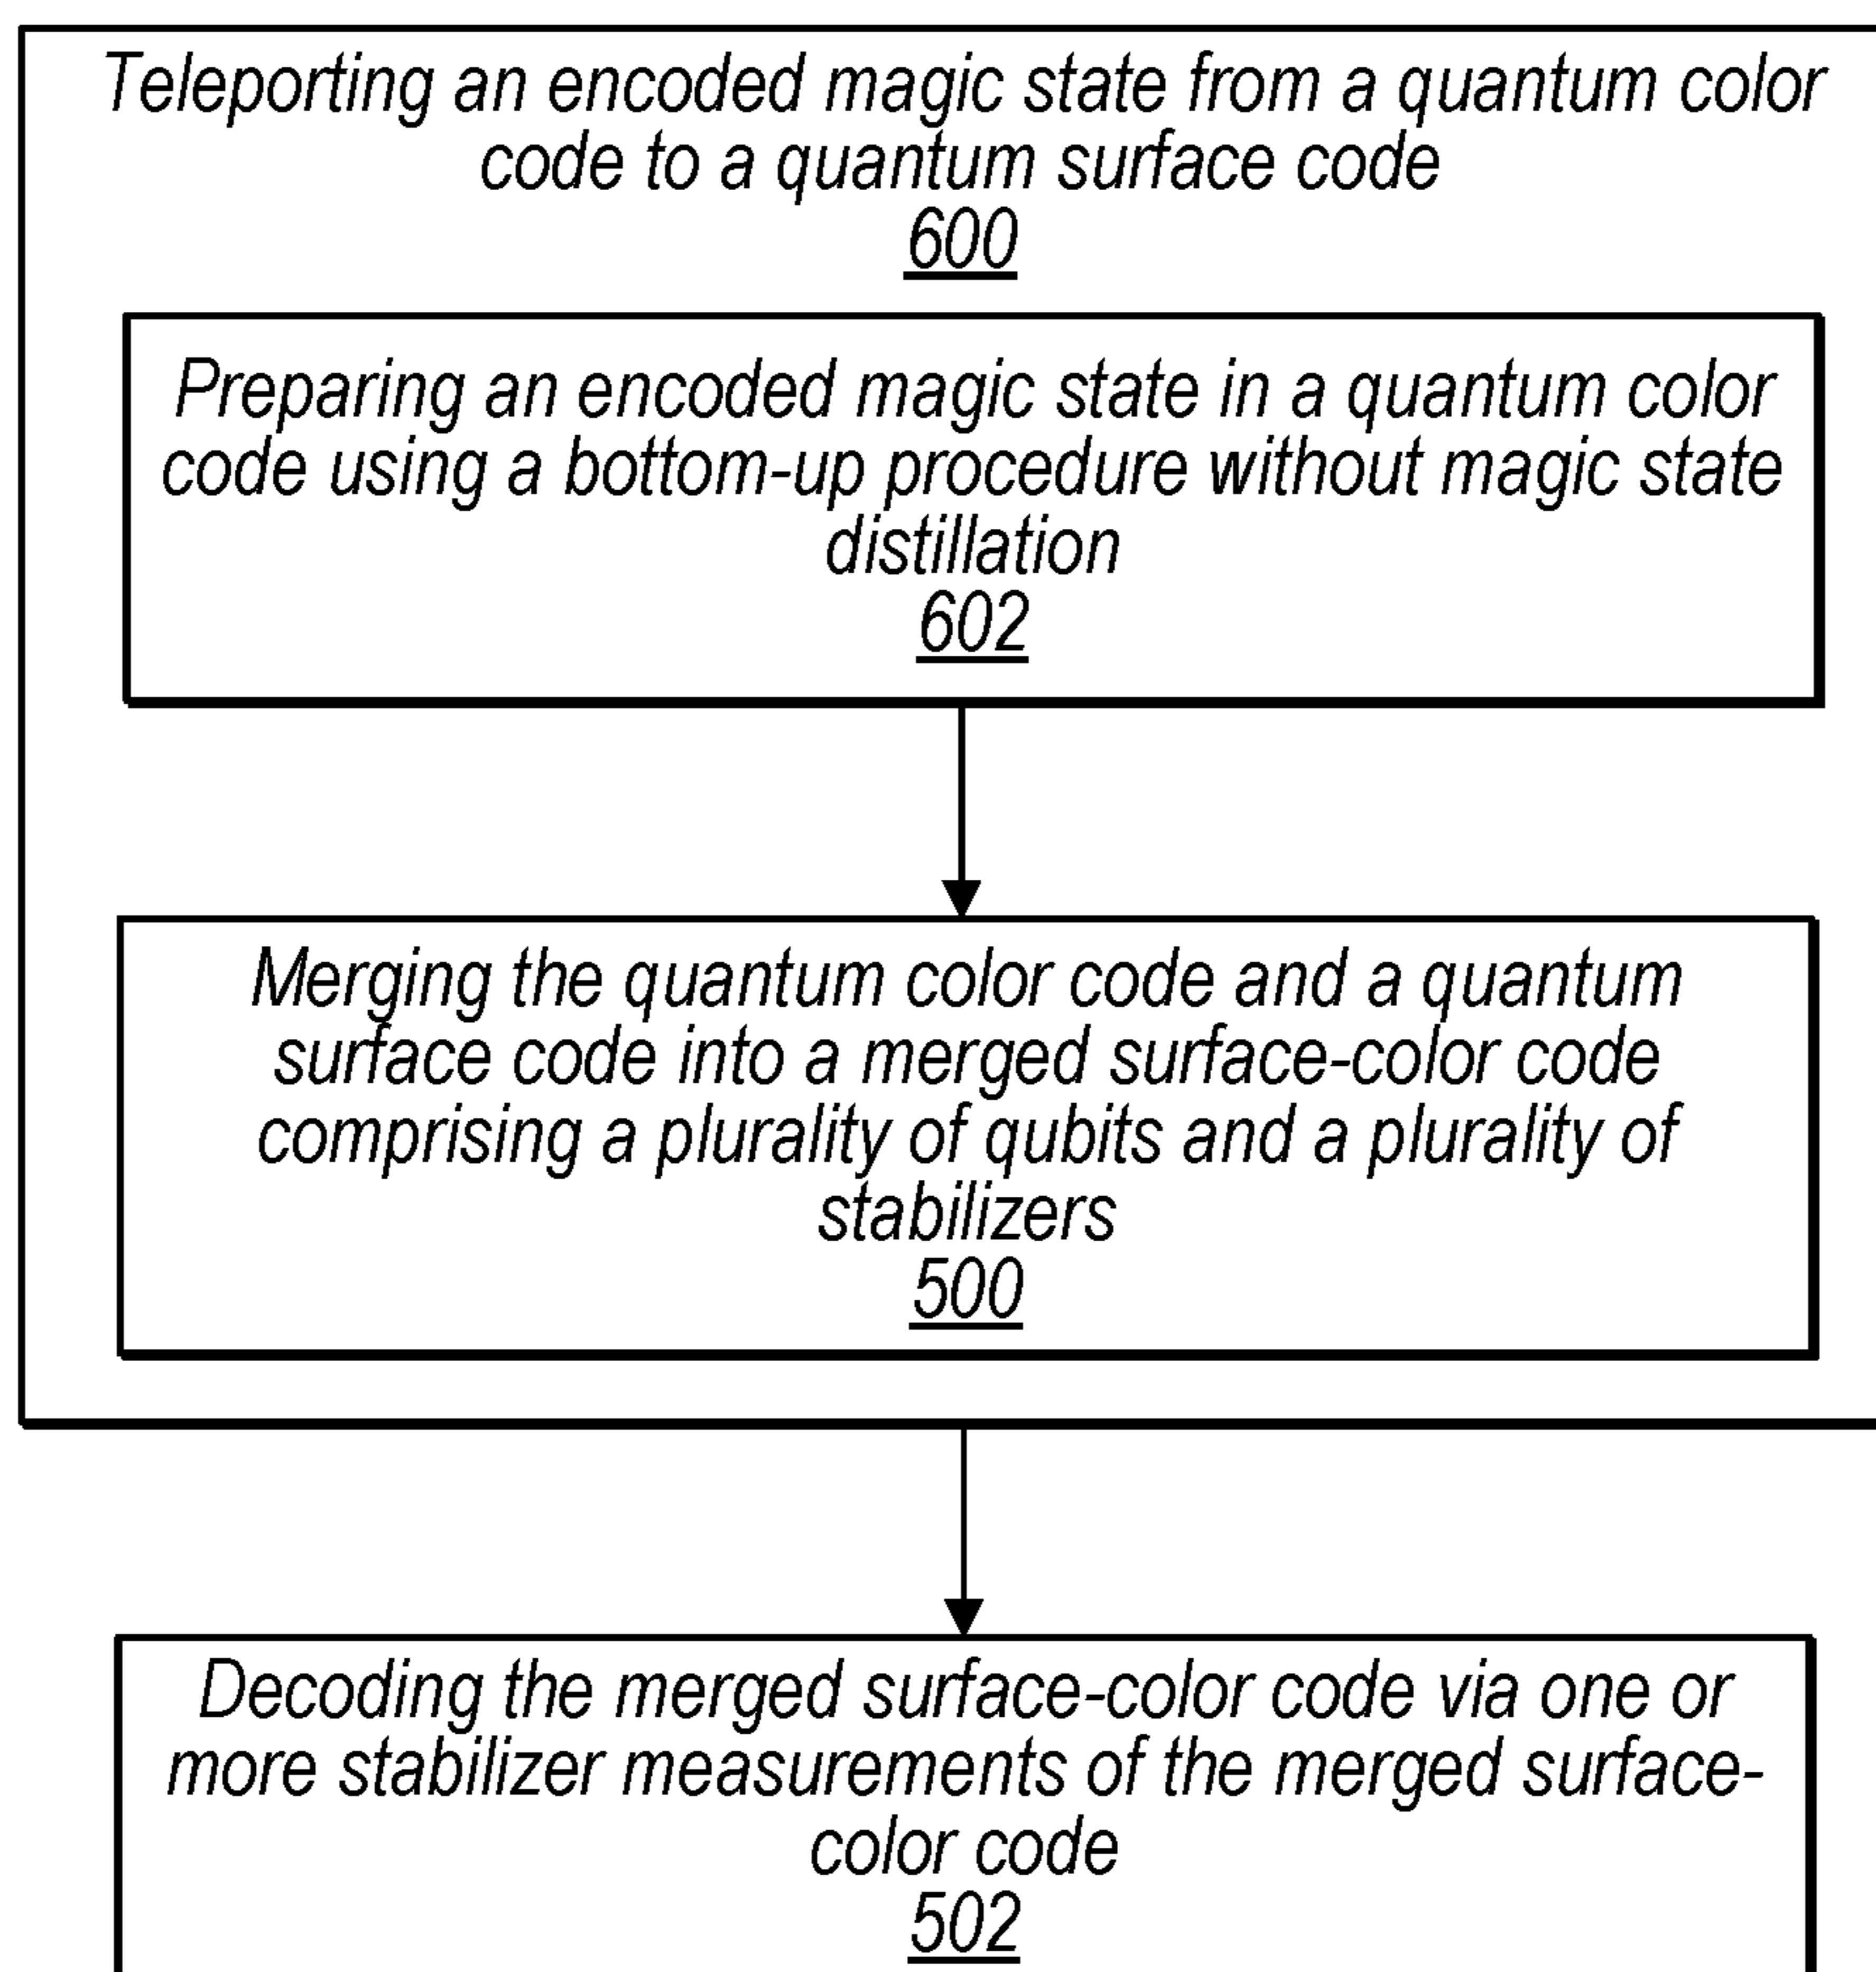 Teleporting an encoded magic state from a quantum color
code to a quantum surface code
600
Preparing an encoded magic state in a quantum color
code using a bottom-up procedure without magic state
distillation
602
Merging the quantum color code and a quantum
surface code into a merged surface-color code
comprising a plurality of qubits and a plurality of
stabilizers
500
Decoding the merged surface-color code via one or
more stabilizer measurements of the merged surface-
color code
502